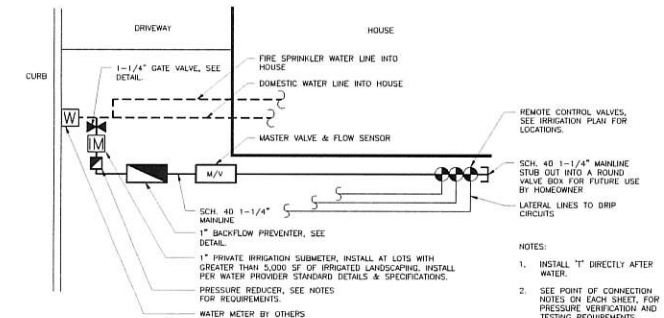 DRIVEWAY
HOUSE
CURB
1-1/4" GATE VALVE, SEE
DETAIL.
FIRE SPRINKLER WATER LINE INTO
HOUSE
DOMESTIC WATER LINE INTO HOUSE
W
IM
MASTER VALVE & FLOW SENSOR
M/V
REMOTE CONTROL VALVES,
SEE IRRIGATION PLAN FOR
LOCATIONS.
SCH. 40 1-1/4" MAINLINE
STUB OUT INTO A ROUND
VALVE BOX FOR FUTURE USE
BY HOMEOWNER
LATERAL LINES TO DRIP
CIRCUITS
SCH. 40 1-1/4"
MAINLINE
1" BACKFLOW PREVENTER, SEE
DETAIL.
1" PRIVATE IRRIGATION SUBMETER, INSTALL AT LOTS WITH
GREATER THAN 5,000 SF OF IRRIGATED LANDSCAPING. INSTALL
PER WATER PROVIDER STANDARD DETAILS & SPECIFICATIONS.
PRESSURE REDUCER, SEE NOTES
FOR REQUIREMENTS.
WATER METER BY OTHERS
NOTES:
1. INSTALL "T" DIRECTLY AFTER
WATER.
2. SEE POINT OF CONNECTION
NOTES ON EACH SHEET, FOR
PRESSURE VERIFICATION AND
TESTING REQUIREMENTS